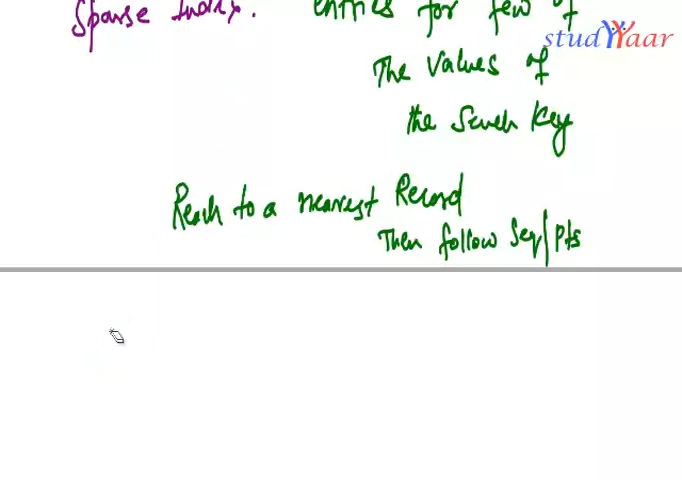 Sparse Index. entries for few of
studYYaar
The values of
the Search Key
Reach to a nearest Record
Then follow Seq/Pts